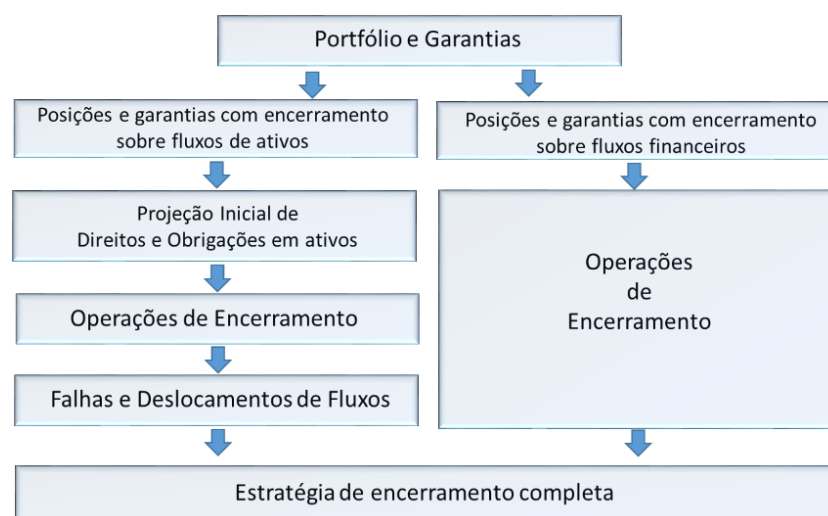 Portfólio e Garantias
Posições e garantias com encerramento
sobre fluxos de ativos
Posições e garantias com encerramento
sobre fluxos financeiros
Projeção Inicial de
Direitos e Obrigações em ativos
Operações de Encerramento
Falhas e Deslocamentos de Fluxos
Operações
de
Encerramento
Estratégia de encerramento completa